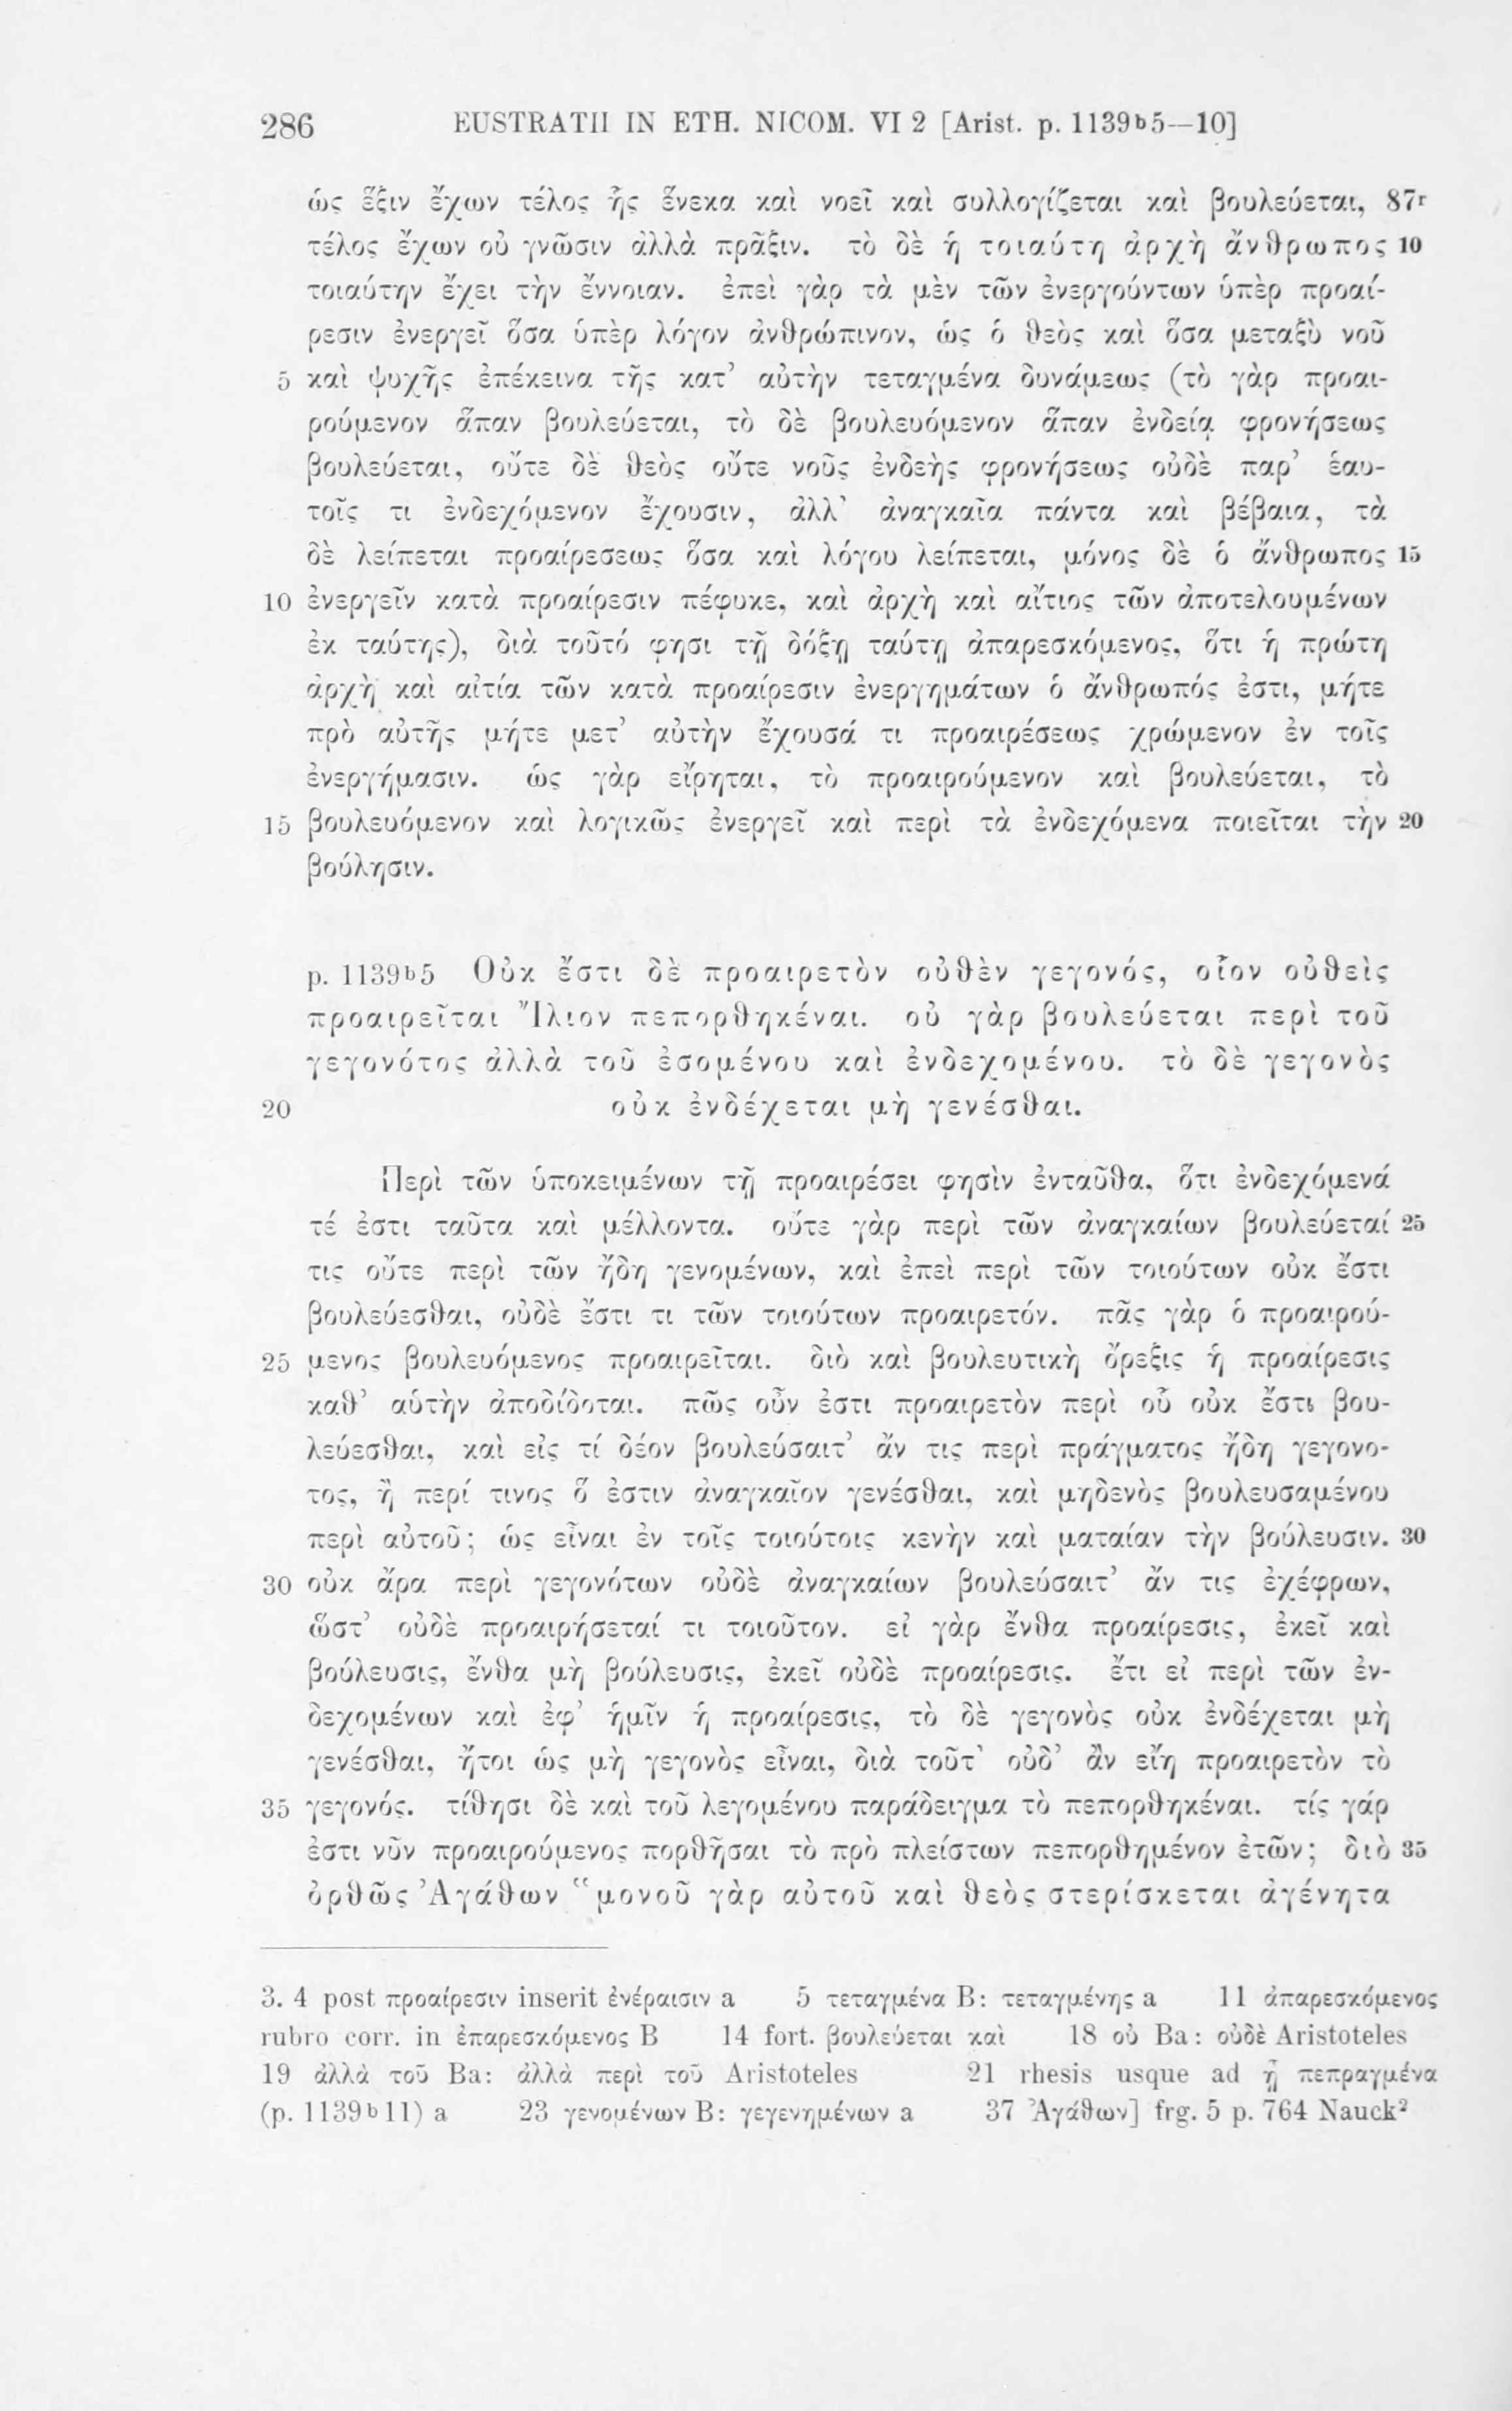 286 EUSTRATII IN ETH. NICOM. VI 2 [Arist. p. 1139b5—10]
ὡς ἕξιν ἔχων τέλος ἧς ἕνεκα καὶ νοεῖ καὶ συλλογίζεται καὶ βουλεύεται, 87r
τέλος ἔχων οὐ γνῶσιν ἀλλὰ πρᾶξιν. τὸ δὲ ἡ τοιαύτη ἀρχὴ ἄνθρωπος 10
τοιαύτην ἔχει τὴν ἔννοιαν. ἐπεὶ γὰρ τὰ μὲν τῶν ἐνεργούντων ὑπὲρ προαί-
ρεσιν ἐνεργεῖ ὅσα ὑπὲρ λόγον ἀνθρώπινον, ὡς ὁ θεὸς καὶ ὅσα μεταξὺ νοῦ
5 καὶ ψυχῆς ἐπέκεινα τῆς κατ’ αὐτὴν τεταγμένα δυνάμεως (τὸ γὰρ προαι-
ρούμενον ἅπαν βουλεύεται, τὸ δὲ βουλευόμενον ἅπαν ἐνδείᾳ φρονήσεως
βουλεύεται, οὔτε δὲ θεὸς οὔτε νοῦς ἐνδεὴς φρονήσεως οὐδὲ παρ’ ἑαυ-
τοῖς τι ἐνδεχόμενον ἔχουσιν, ἀλλ’ ἀναγκαῖα πάντα καὶ βέβαια, τὰ
δὲ λείπεται προαίρεσεως ὅσα καὶ λόγου λείπεται, μόνος δὲ ὁ ἄνθρωπος 15
10 ἐνεργεῖν κατὰ προαίρεσιν πέφυκε, καὶ ἀρχὴ καὶ αἴτιος τῶν ἀποτελουμένων
ἐκ ταύτης), διὰ τοῦτό φησι τῇ δόξῃ ταύτῃ ἀπαρεσκόμενος, ὅτι ἡ πρώτη
ἀρχὴ καὶ αἰτία τῶν κατὰ προαίρεσιν ἐνεργημάτων ὁ ἄνθρωπός ἐστι, μήτε
πρὸ αὐτῆς μήτε μετ’ αὐτὴν ἔχουσά τι προαιρέσεως χρώμενον ἐν τοῖς
ἐνεργήμασιν. ὡς γὰρ εἴρηται, τὸ προαιρούμενον καὶ βουλεύεται, τὸ
15 βουλευόμενον καὶ λογικῶς ἐνεργεῖ καὶ περὶ τὰ ἐνδεχόμενα ποιεῖται τὴν 20
βούλησιν.
p. 1139b5 Οὐκ ἔστι δὲ προαιρετὸν οὐθὲν γεγονός, οἷον οὐθεὶς
προαιρεῖται Ἴλιον πεπορθηκέναι. οὐ γὰρ βουλεύεται περὶ τοῦ
γεγονότος ἀλλὰ τοῦ ἐσομένου καὶ ἐνδεχομένου. τὸ δὲ γεγονὸς
20 οὐκ ἐνδέχεται μὴ γενέσθαι.
Περὶ τῶν ὑποκειμένων τῇ προαιρέσει φησὶν ἐνταῦθα, ὅτι ἐνδεχόμενά
τέ ἐστι ταῦτα καὶ μέλλοντα. οὔτε γὰρ περὶ τῶν ἀναγκαίων βουλεύεταί 25
τις οὔτε περὶ τῶν ἤδη γενομένων, καὶ ἐπεὶ περὶ τῶν τοιούτων οὐκ ἔστι
βουλεύεσθαι, οὐδὲ ἔστι τι τῶν τοιούτων προαιρετόν. πᾶς γὰρ ὁ προαιρού-
25 μενος βουλευόμενος προαιρεῖται. διὸ καὶ βουλευτικὴ ὄρεξις ἡ προαίρεσις
καθ’ αὑτὴν ἀποδίδοται. πῶς οὖν ἐστι προαιρετὸν περὶ οὗ οὐκ ἔστι βου-
λεύεσθαι, καὶ εἰς τί δέον βουλεύσαιτ’ ἄν τις περὶ πράγματος ἤδη γεγονο-
τος, ἢ περί τινος ὅ ἐστιν ἀναγκαῖον γενέσθαι, καὶ μηδενὸς βουλευσαμένου
περὶ αὐτοῦ; ὡς εἶναι ἐν τοῖς τοιούτοις κενὴν καὶ ματαίαν τὴν βούλευσιν. 30
30 οὐκ ἄρα περὶ γεγονότων οὐδὲ ἀναγκαίων βουλεύσαιτ’ ἄν τις ἐχέφρων,
ὥστ’ οὐδὲ προαιρήσεταί τι τοιοῦτον. εἰ γὰρ ἔνθα προαίρεσις, ἐκεῖ καὶ
βούλευσις, ἔνθα μὴ βούλευσις, ἐκεῖ οὐδὲ προαίρεσις. ἔτι εἰ περὶ τῶν ἐν-
δεχομένων καὶ ἐφ’ ἡμῖν ἡ προαίρεσις, τὸ δὲ γεγονὸς οὐκ ἐνδέχεται μὴ
γενέσθαι, ἤτοι ὡς μὴ γεγονὸς εἶναι, διὰ τοῦτ’ οὐδ’ ἂν εἴη προαιρετὸν τὸ
35 γεγονός. τίθησι δὲ καὶ τοῦ λεγομένου παράδειγμα τὸ πεπορθηκέναι. τίς γάρ
ἐστι νῦν προαιρούμενος πορθῆσαι τὸ πρὸ πλείστων πεπορθημένον ἐτῶν; διὸ 35
ὀρθῶς Ἀγάθων “μονοῦ γὰρ αὐτοῦ καὶ θεὸς στερίσκεται ἀγένητα
3. 4 post προαίρεσιν inserit ἐνέραισιν a 5 τεταγμένα B: τεταγμένης a 11 ἀπαρεσκόμενος
rubro corr. in ἐπαρεσκόμενος B 14 fort. βουλεύεται καὶ 18 οὐ Ba: οὐδὲ Aristoteles
19 ἀλλὰ τοῦ Ba: ἀλλὰ περὶ τοῦ Aristoteles 21 rhesis usque ad ᾖ πεπραγμένα
(p. 1139b11) a 23 γενομένων B: γεγενημένων a 37 Ἀγάθων] frg. 5 p. 764 Nauck²